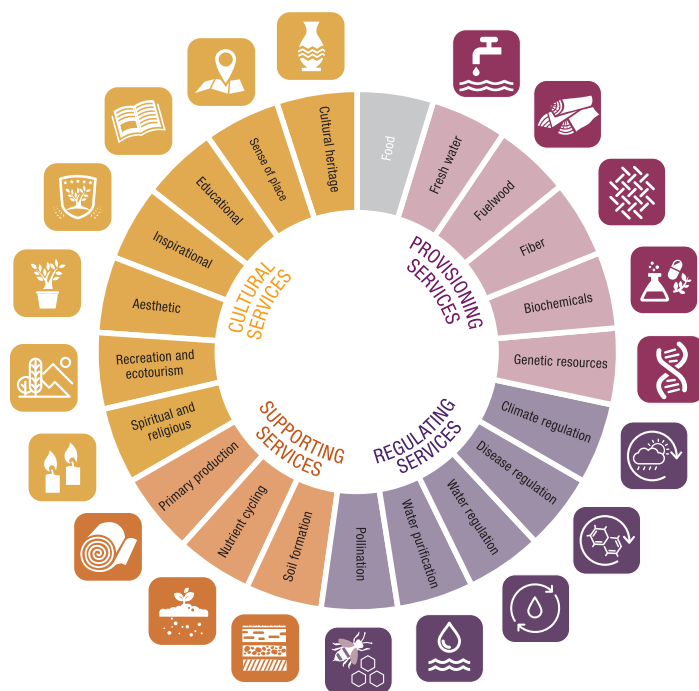 Food
Fresh water
Fuelwood
Fiber
Biochemicals
Genetic resources
Climate regulation
Disease regulation
Water regulation
Water purification
Pollination
Soil formation
Nutrient cycling
Primary production
Spiritual and
religious
Recreation and
ecotourism
Aesthetic
Inspirational
Educational
Sense of place
Cultural heritage
PROVISIONING
SERVICES
REGULATING
SERVICES
SUPPORTING
SERVICES
CULTURAL
SERVICES